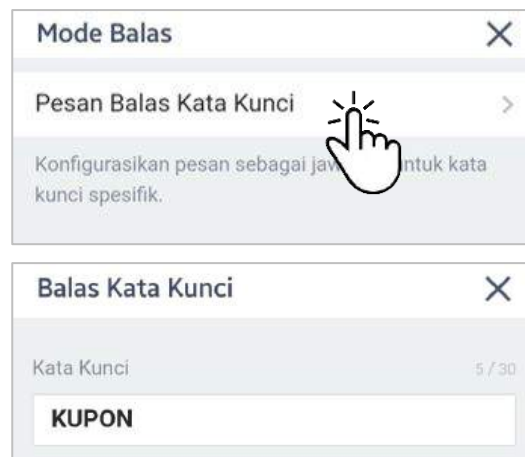 Mode Balas
Pesan Balas Kata Kunci
Konfigurasikan pesan sebagai untuk kata
kunci spesifik.
Balas Kata Kunci
Kata Kunci 5 / 30
KUPON